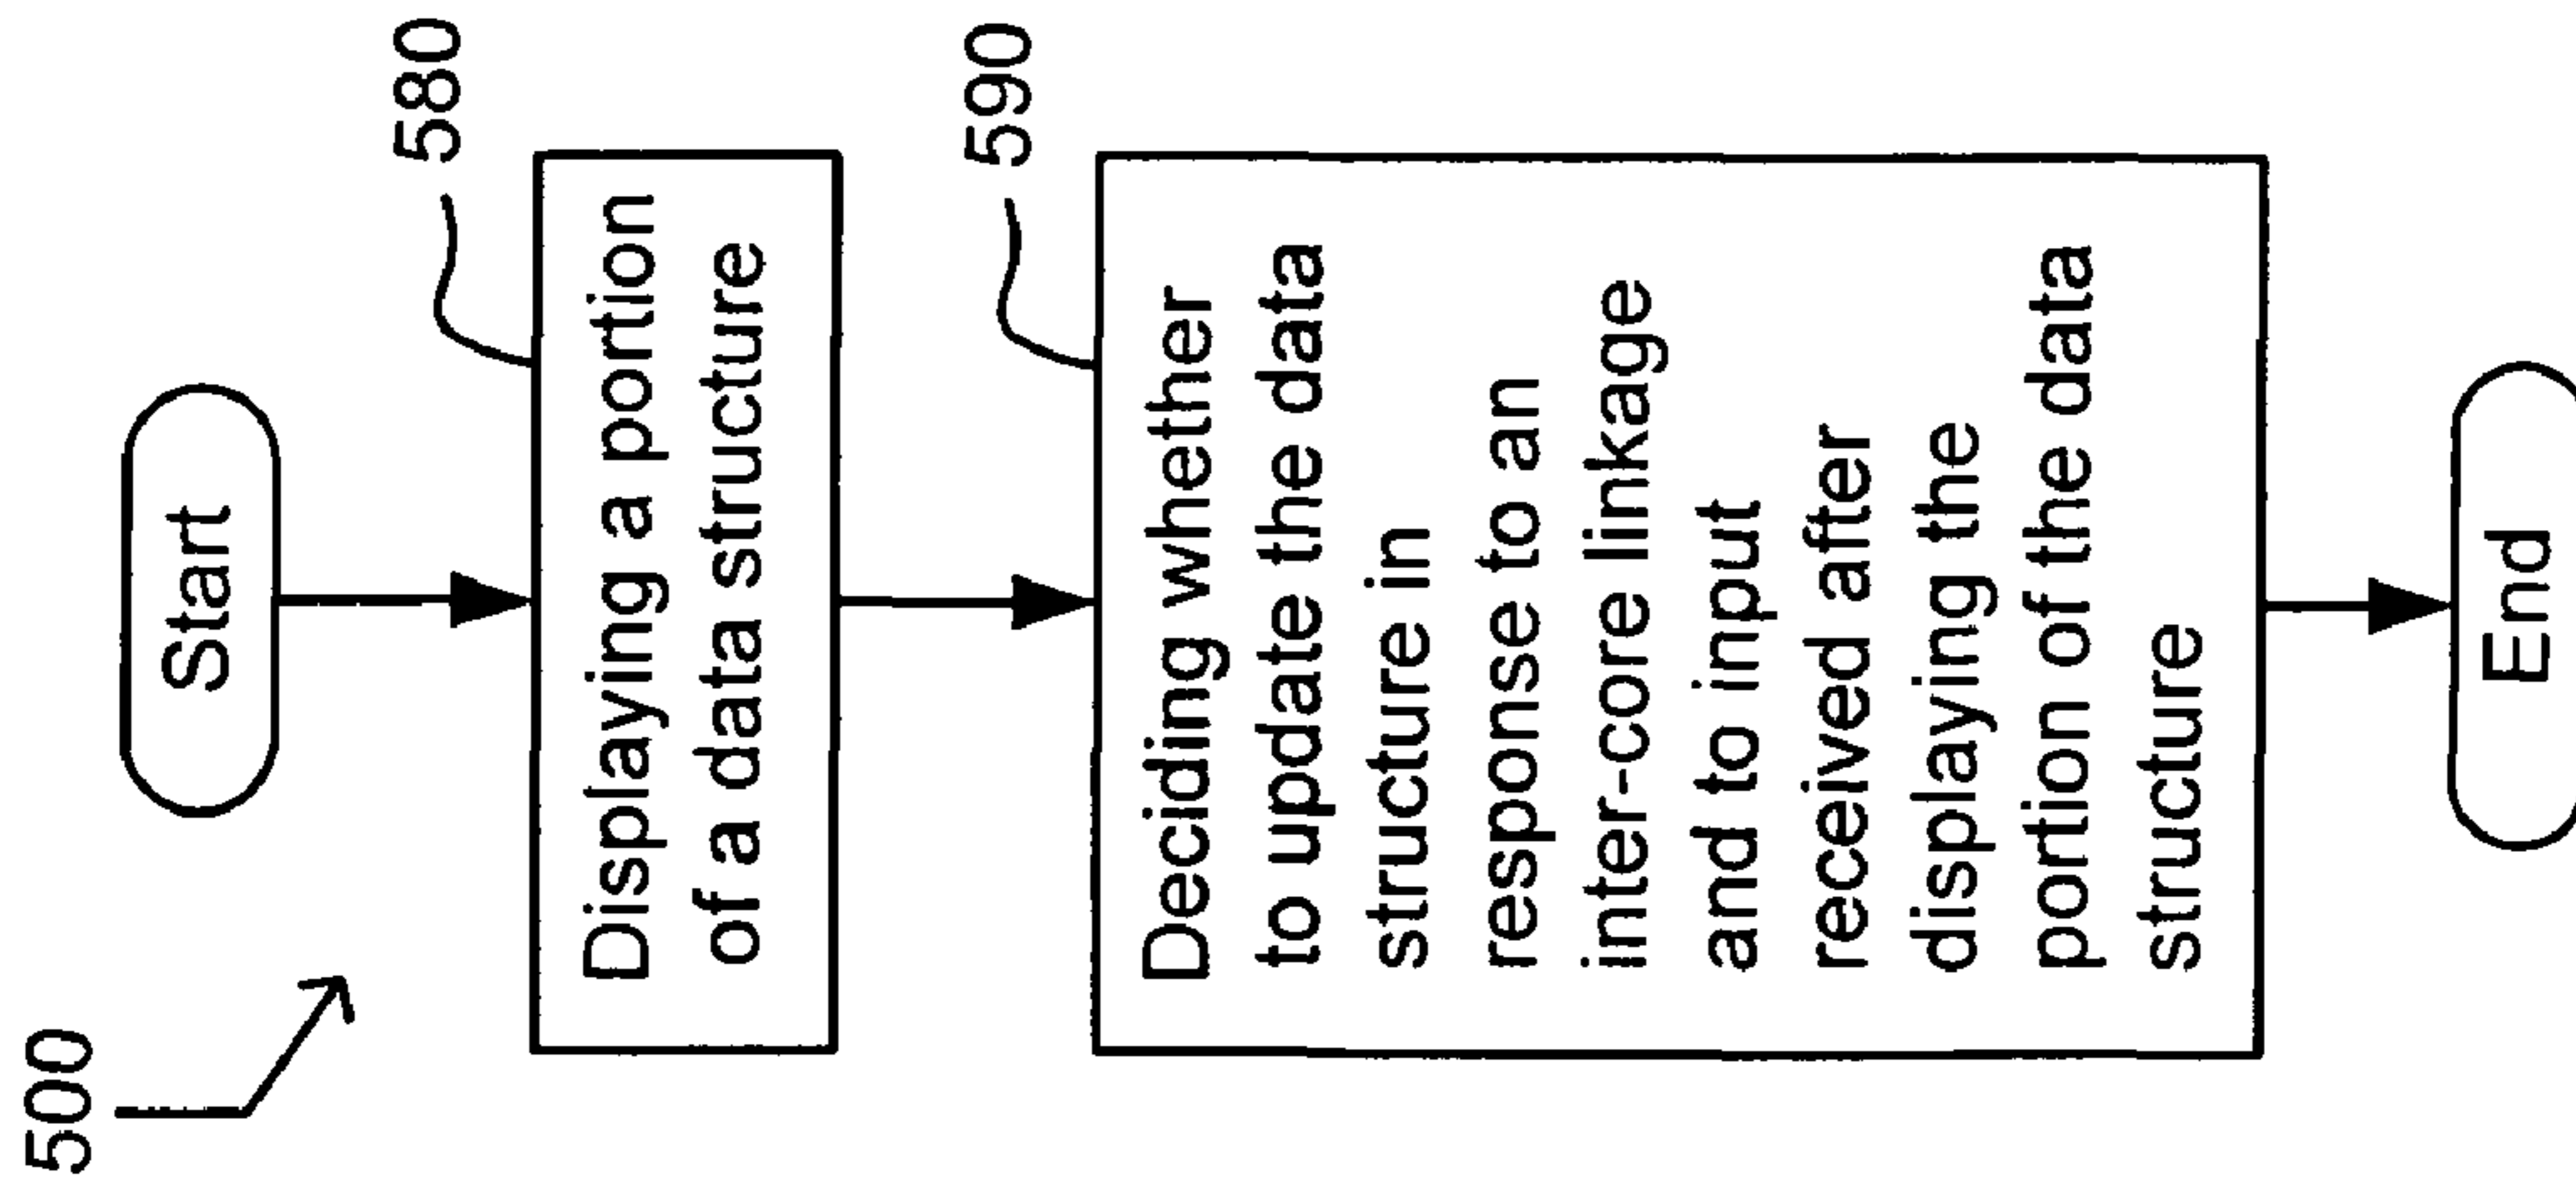 500
Start
580
Displaying a portion
of a data structure
590
Deciding whether
to update the data
structure in
response to an
inter-core linkage
and to input
received after
displaying the
portion of the data
structure
End